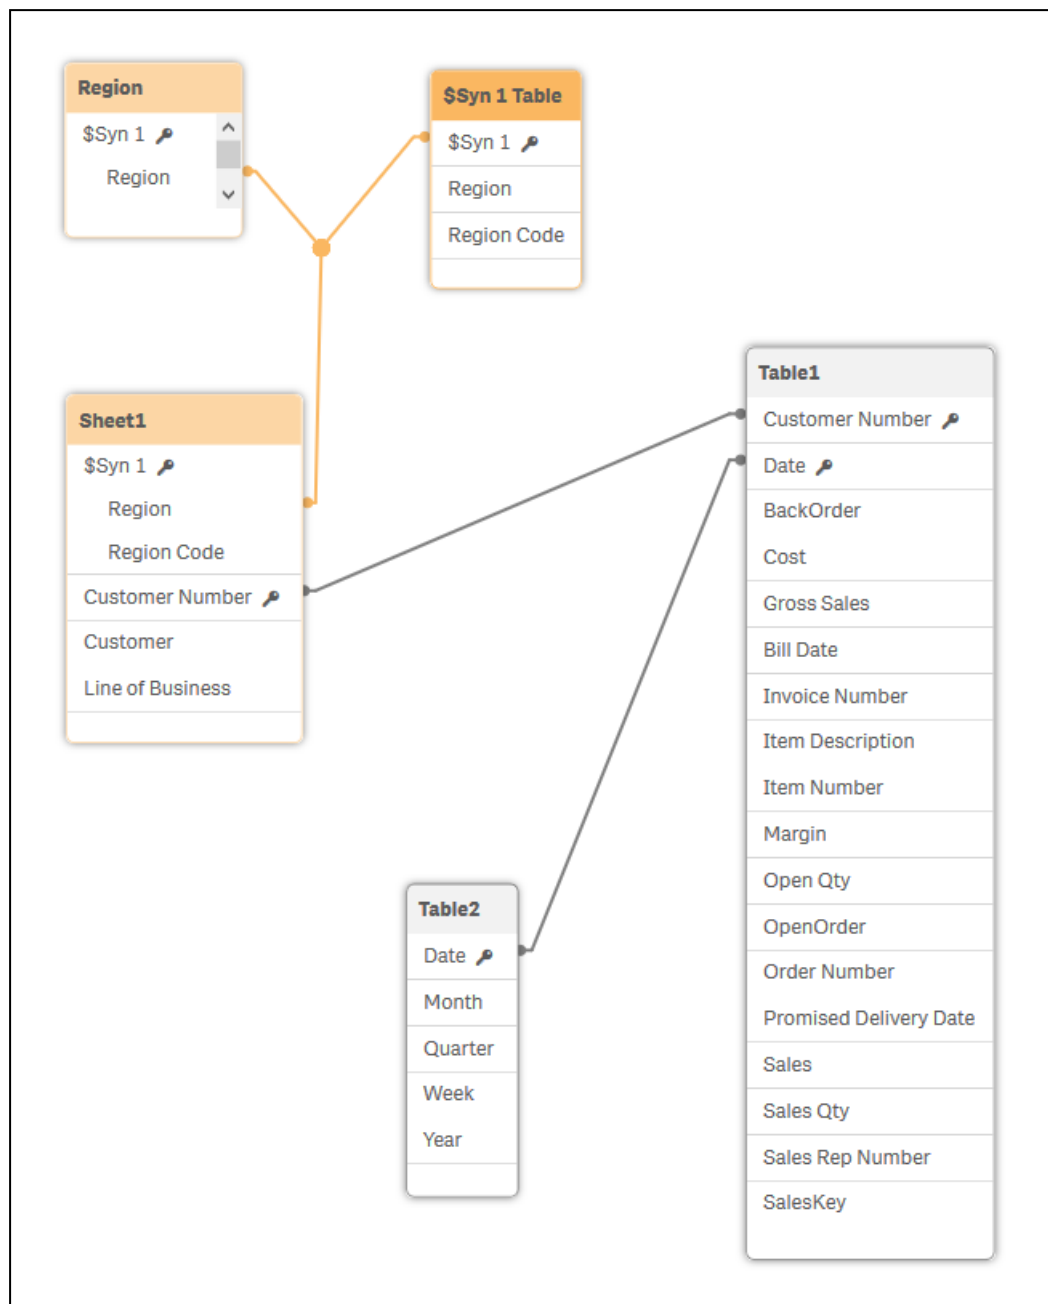 Region
$Syn 1
Region
$Syn 1 Table
$Syn 1
Region
Region Code
Sheet1
$Syn 1
Region
Region Code
Customer Number
Customer
Line of Business
Table1
Customer Number
Date
BackOrder
Cost
Gross Sales
Bill Date
Invoice Number
Item Description
Item Number
Margin
Open Qty
OpenOrder
Order Number
Promised Delivery Date
Sales
Sales Qty
Sales Rep Number
SalesKey
Table2
Date
Month
Quarter
Week
Year